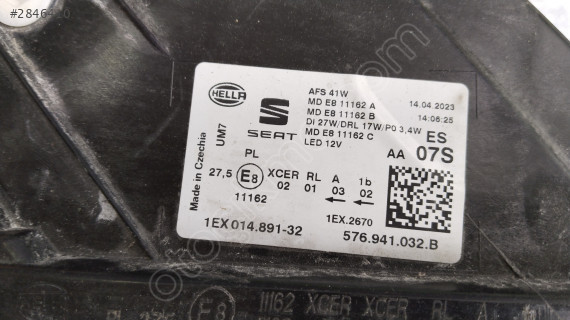 HELLA
SEAT
UM7
Made in Czechia
AFS 41W
MD E8 11162 A
MD E8 11162 B
DI 27W/DRL 17W/P0 3,4W
MD E8 11162 C
LED 12V
14.04.2023
14:06:25
ES
AA 07S
PL
27,5 E8
11162
XCER RL A 1b
02 01 03 02
1EX.2670
1EX 014.891-32
576.941.032.B
E8 11162 XCER XCER RL A